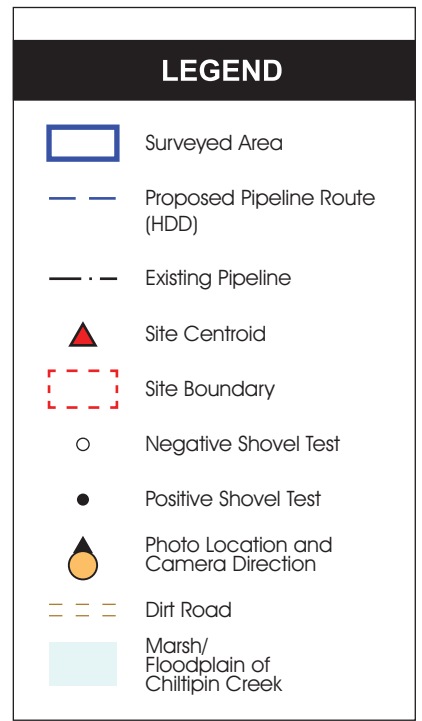 LEGEND
Surveyed Area
Proposed Pipeline Route
(HDD)
Existing Pipeline
Site Centroid
Site Boundary
Negative Shovel Test
Positive Shovel Test
Photo Location and
Camera Direction
Dirt Road
Marsh/
Floodplain of
Chiltipin Creek